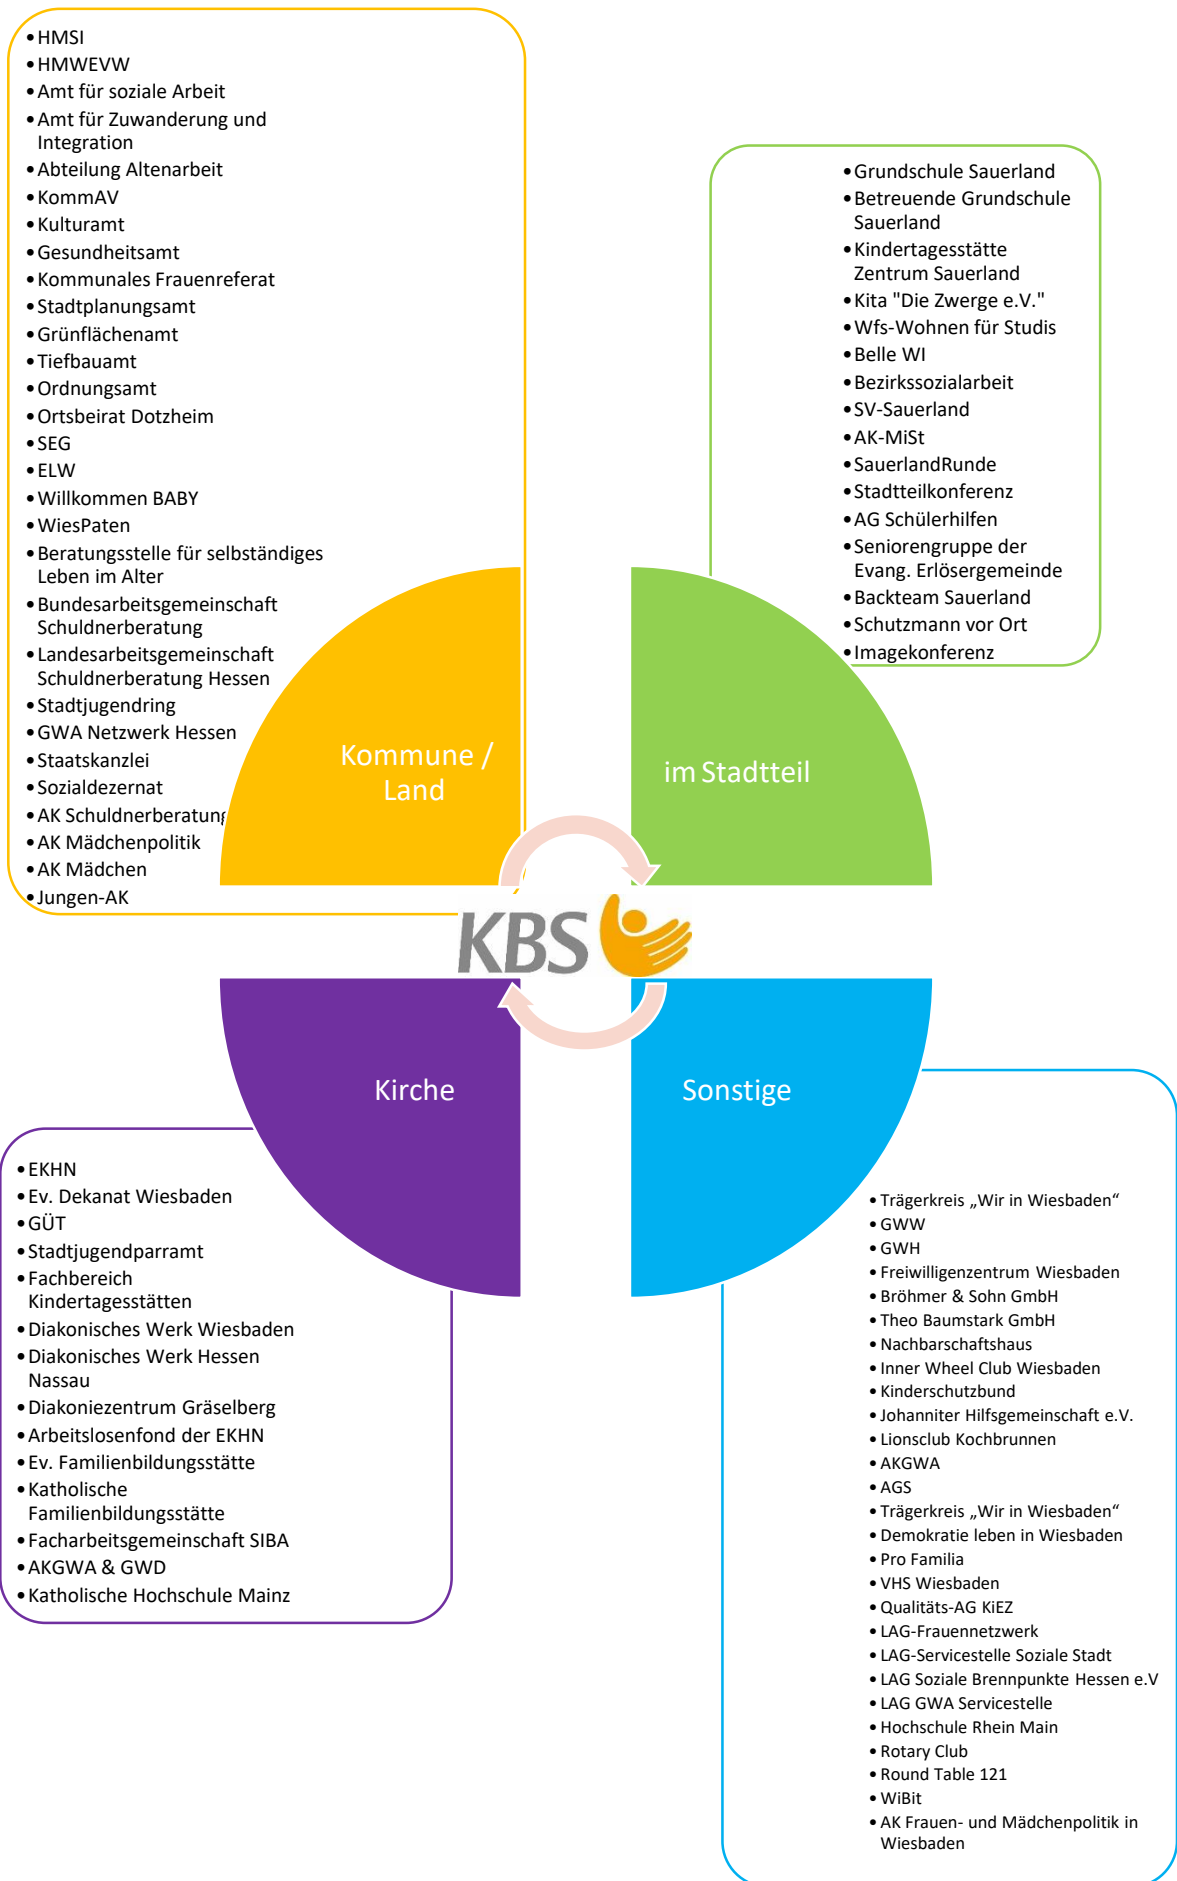 •HMSI
•HMWEVW
•Amt für soziale Arbeit
•Amt für Zuwanderung und
Integration
•Abteilung Altenarbeit
•KommAV
•Kulturamt
•Gesundheitsamt
•Kommunales Frauenreferat
•Stadtplanungsamt
•Grünflächenamt
•Tiefbauamt
•Ordnungsamt
•Ortsbeirat Dotzheim
•SEG
•ELW
•Willkommen BABY
•WiesPaten
•Beratungsstelle für selbständiges
Leben im Alter
•Bundesarbeitsgemeinschaft
Schuldnerberatung
•Landesarbeitsgemeinschaft
Schuldnerberatung Hessen
•Stadtjugendring
•GWA Netzwerk Hessen
•Staatskanzlei
•Sozialdezernat
•AK Schuldnerberatung
•AK Mädchenpolitik
•AK Mädchen
•Jungen-AK
Kommune /
Land
•Grundschule Sauerland
•Betreuende Grundschule
Sauerland
•Kindertagesstätte
Zentrum Sauerland
•Kita "Die Zwerge e.V."
•Wfs-Wohnen für Studis
•Belle WI
•Bezirkssozialarbeit
•SV-Sauerland
•AK-MiSt
•SauerlandRunde
•Stadtteilkonferenz
•AG Schülerhilfen
•Seniorengruppe der
Evang. Erlösergemeinde
•Backteam Sauerland
•Schutzmann vor Ort
•Imagekonferenz
im Stadtteil
KBS
Kirche
•EKHN
•Ev. Dekanat Wiesbaden
•GÜT
•Stadtjugendparramt
•Fachbereich
Kindertagesstätten
•Diakonisches Werk Wiesbaden
•Diakonisches Werk Hessen
Nassau
•Diakoniezentrum Gräselberg
•Arbeitslosenfond der EKHN
•Ev. Familienbildungsstätte
•Katholische
Familienbildungsstätte
•Facharbeitsgemeinschaft SIBA
•AKGWA & GWD
•Katholische Hochschule Mainz
Sonstige
•Trägerkreis „Wir in Wiesbaden“
•GWW
•GWH
•Freiwilligenzentrum Wiesbaden
•Bröhmer & Sohn GmbH
•Theo Baumstark GmbH
•Nachbarschaftshaus
•Inner Wheel Club Wiesbaden
•Kinderschutzbund
•Johanniter Hilfsgemeinschaft e.V.
•Lionsclub Kochbrunnen
•AKGWA
•AGS
•Trägerkreis „Wir in Wiesbaden“
•Demokratie leben in Wiesbaden
•Pro Familia
•VHS Wiesbaden
•Qualitäts-AG KiEZ
•LAG-Frauennetzwerk
•LAG-Servicestelle Soziale Stadt
•LAG Soziale Brennpunkte Hessen e.V
•LAG GWA Servicestelle
•Hochschule Rhein Main
•Rotary Club
•Round Table 121
•WiBit
•AK Frauen- und Mädchenpolitik in
Wiesbaden